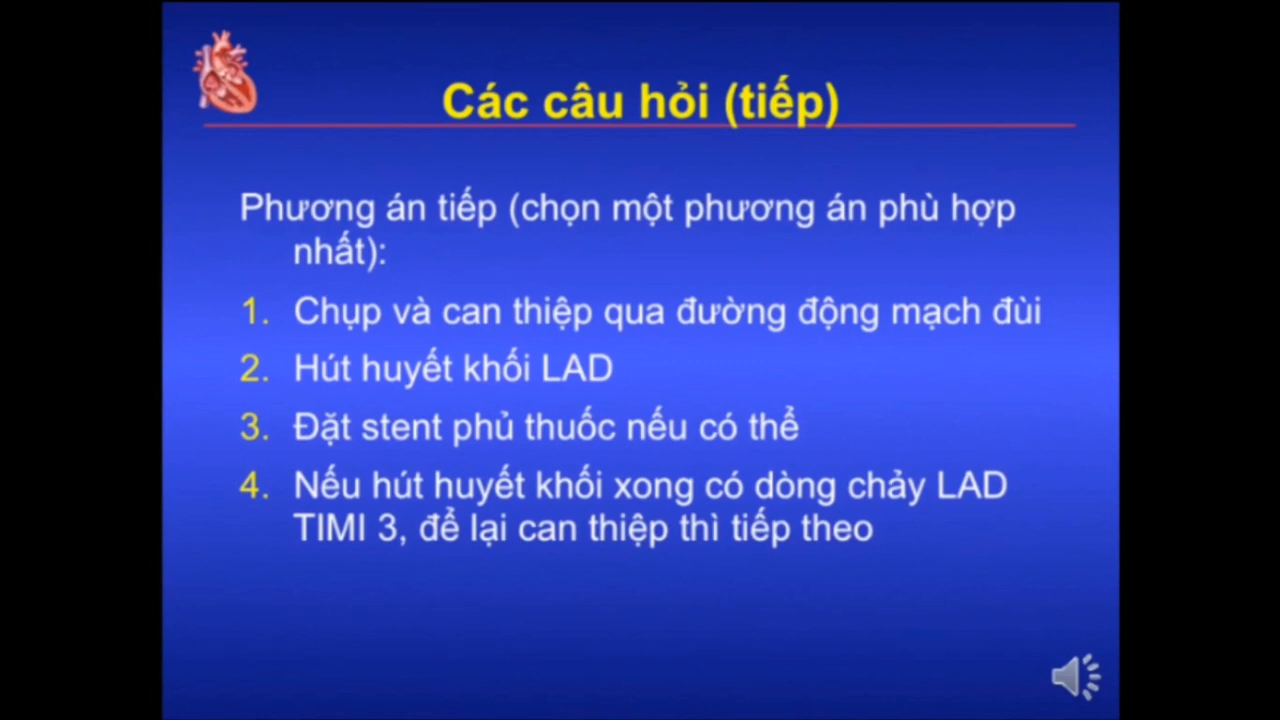 Các câu hỏi (tiếp)
Phương án tiếp (chọn một phương án phù hợp
nhất):
1. Chụp và can thiệp qua đường động mạch đùi
2. Hút huyết khối LAD
3. Đặt stent phủ thuốc nếu có thể
4. Nếu hút huyết khối xong có dòng chảy LAD
TIMI 3, để lại can thiệp thì tiếp theo